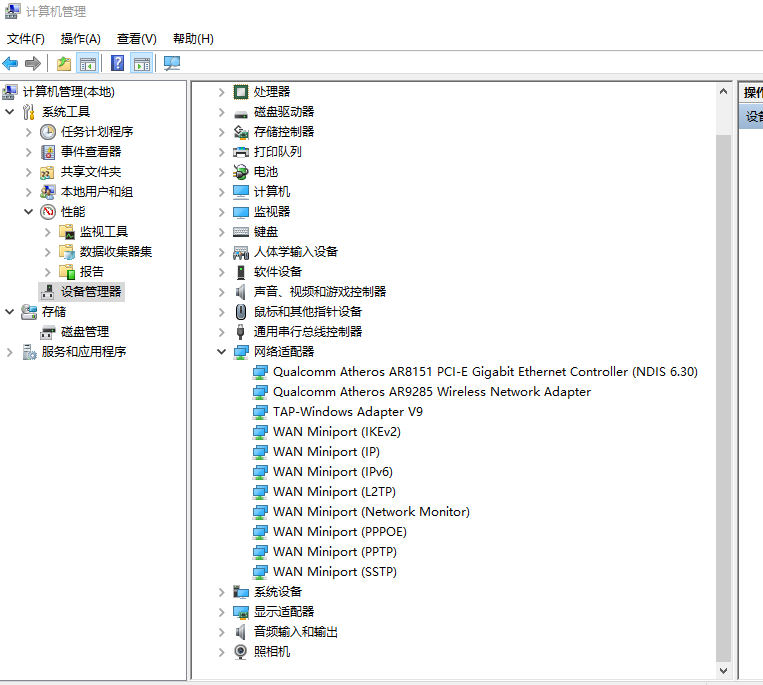 计算机管理
文件(F) 操作(A) 查看(V) 帮助(H)
计算机管理(本地)
系统工具
任务计划程序
事件查看器
共享文件夹
本地用户和组
性能
监视工具
数据收集器集
报告
设备管理器
存储
磁盘管理
服务和应用程序
处理器
磁盘驱动器
存储控制器
打印队列
电池
计算机
监视器
键盘
人体学输入设备
软件设备
声音、视频和游戏控制器
鼠标和其他指针设备
通用串行总线控制器
网络适配器
Qualcomm Atheros AR8151 PCI-E Gigabit Ethernet Controller (NDIS 6.30)
Qualcomm Atheros AR9285 Wireless Network Adapter
TAP-Windows Adapter V9
WAN Miniport (IKEv2)
WAN Miniport (IP)
WAN Miniport (IPv6)
WAN Miniport (L2TP)
WAN Miniport (Network Monitor)
WAN Miniport (PPPOE)
WAN Miniport (PPTP)
WAN Miniport (SSTP)
系统设备
显示适配器
音频输入和输出
照相机
操作
设备